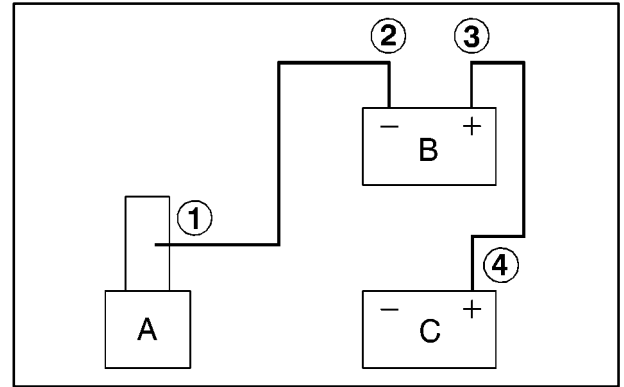 ② ③
− +
B
①
④
− +
A C